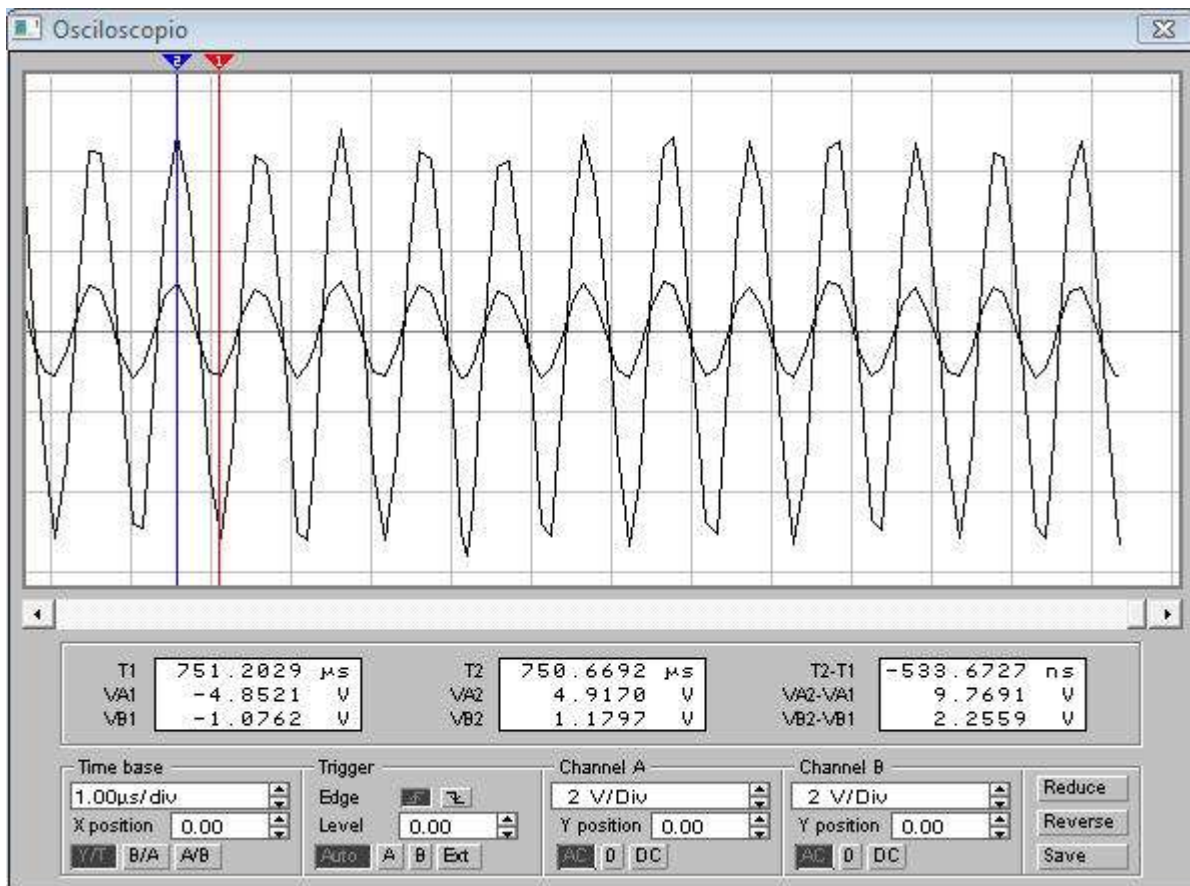 Osciloscopio
2 1
T1 751.2029 µs T2 750.6692 µs T2-T1 -533.6727 ns
VA1 -4.8521 V VA2 4.9170 V VA2-VA1 9.7691 V
VB1 -1.0762 V VB2 1.1797 V VB2-VB1 2.2559 V
Time base Trigger Channel A Channel B
1.00µs/div Edge 2 V/Div 2 V/Div Reduce
X position 0.00 Level 0.00 Y position 0.00 Y position 0.00 Reverse
Y/T B/A A/B Auto A B Ext AC 0 DC AC 0 DC Save